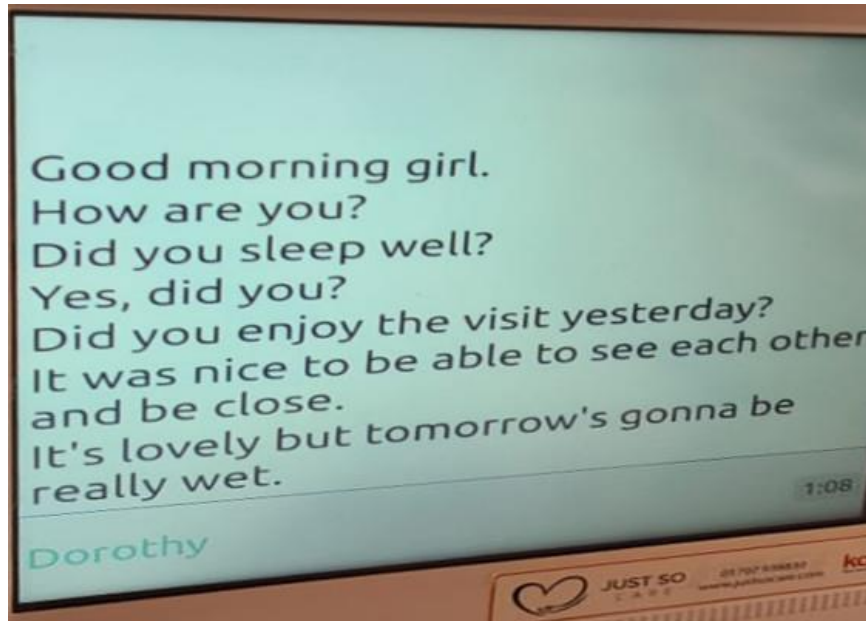 Good morning girl.
How are you?
Did you sleep well?
Yes, did you?
Did you enjoy the visit yesterday?
It was nice to be able to see each other
and be close.
It's lovely but tomorrow's gonna be
really wet.
1:08
Dorothy
JUST SO
CARE